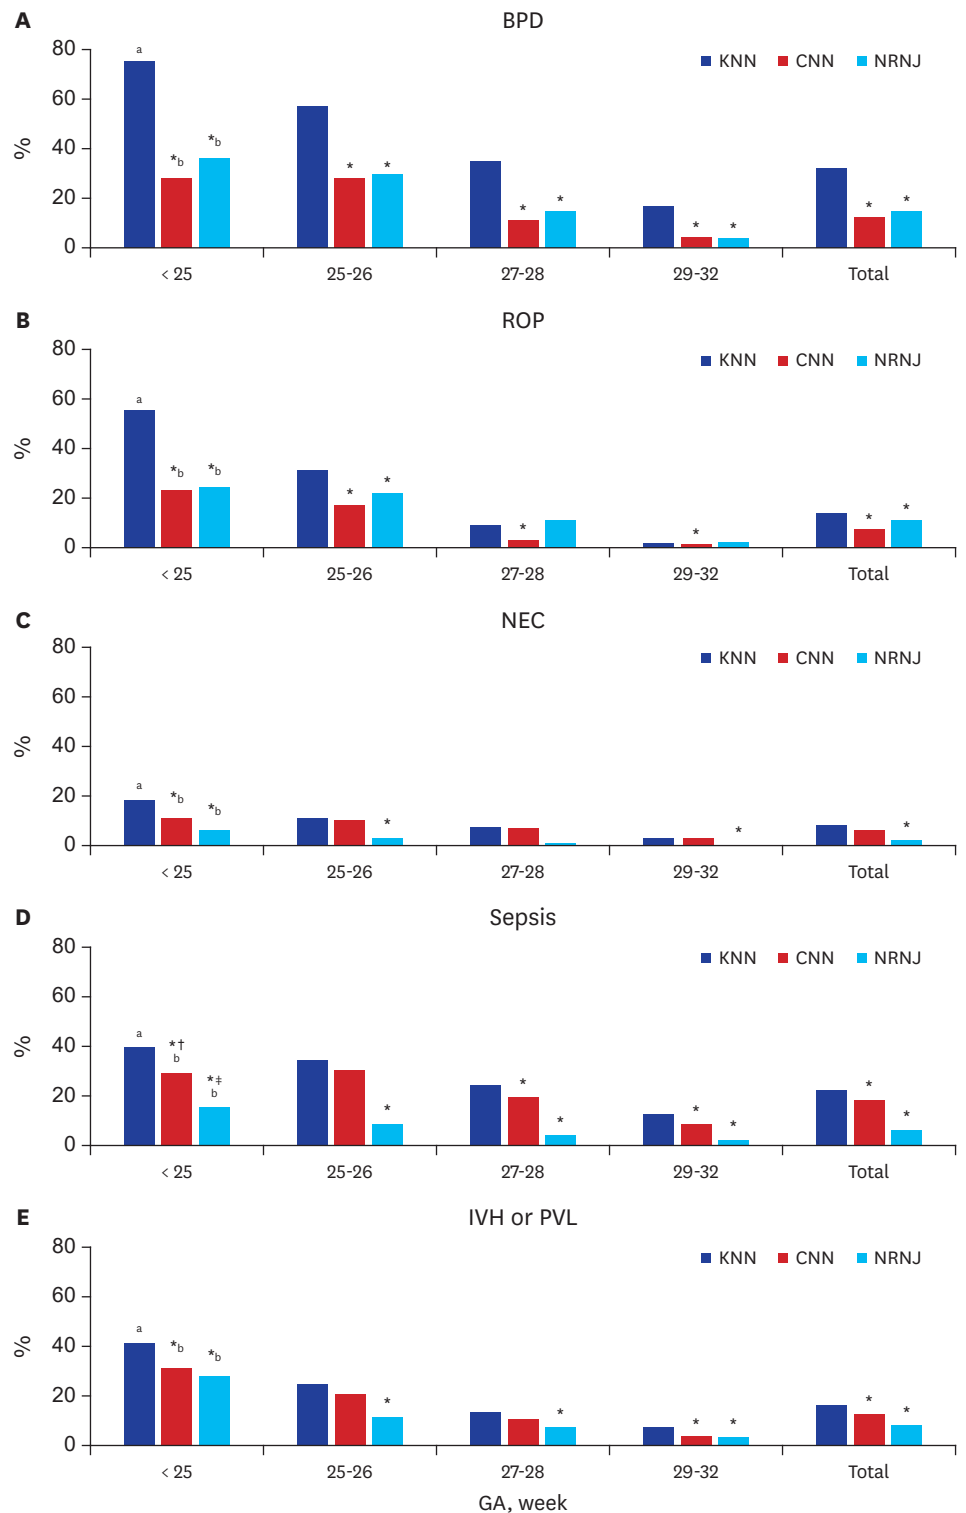 A BPD
80 a KNN CNN NRNJ
60
% 40 *b *b * *
20 * * * * * *
0
< 25 25-26 27-28 29-32 Total
B ROP
80 KNN CNN NRNJ
60 a
% 40
20 *b *b * * * * * *
0
< 25 25-26 27-28 29-32 Total
C NEC
80 KNN CNN NRNJ
60
% 40
20 a *b *b * * *
0
< 25 25-26 27-28 29-32 Total
D Sepsis
80 KNN CNN NRNJ
60
% 40 a *† *‡
b b
20 * * * * * * *
0
< 25 25-26 27-28 29-32 Total
E IVH or PVL
80 KNN CNN NRNJ
60
% 40 a *b *b
20 * * * * * *
0
< 25 25-26 27-28 29-32 Total
GA, week